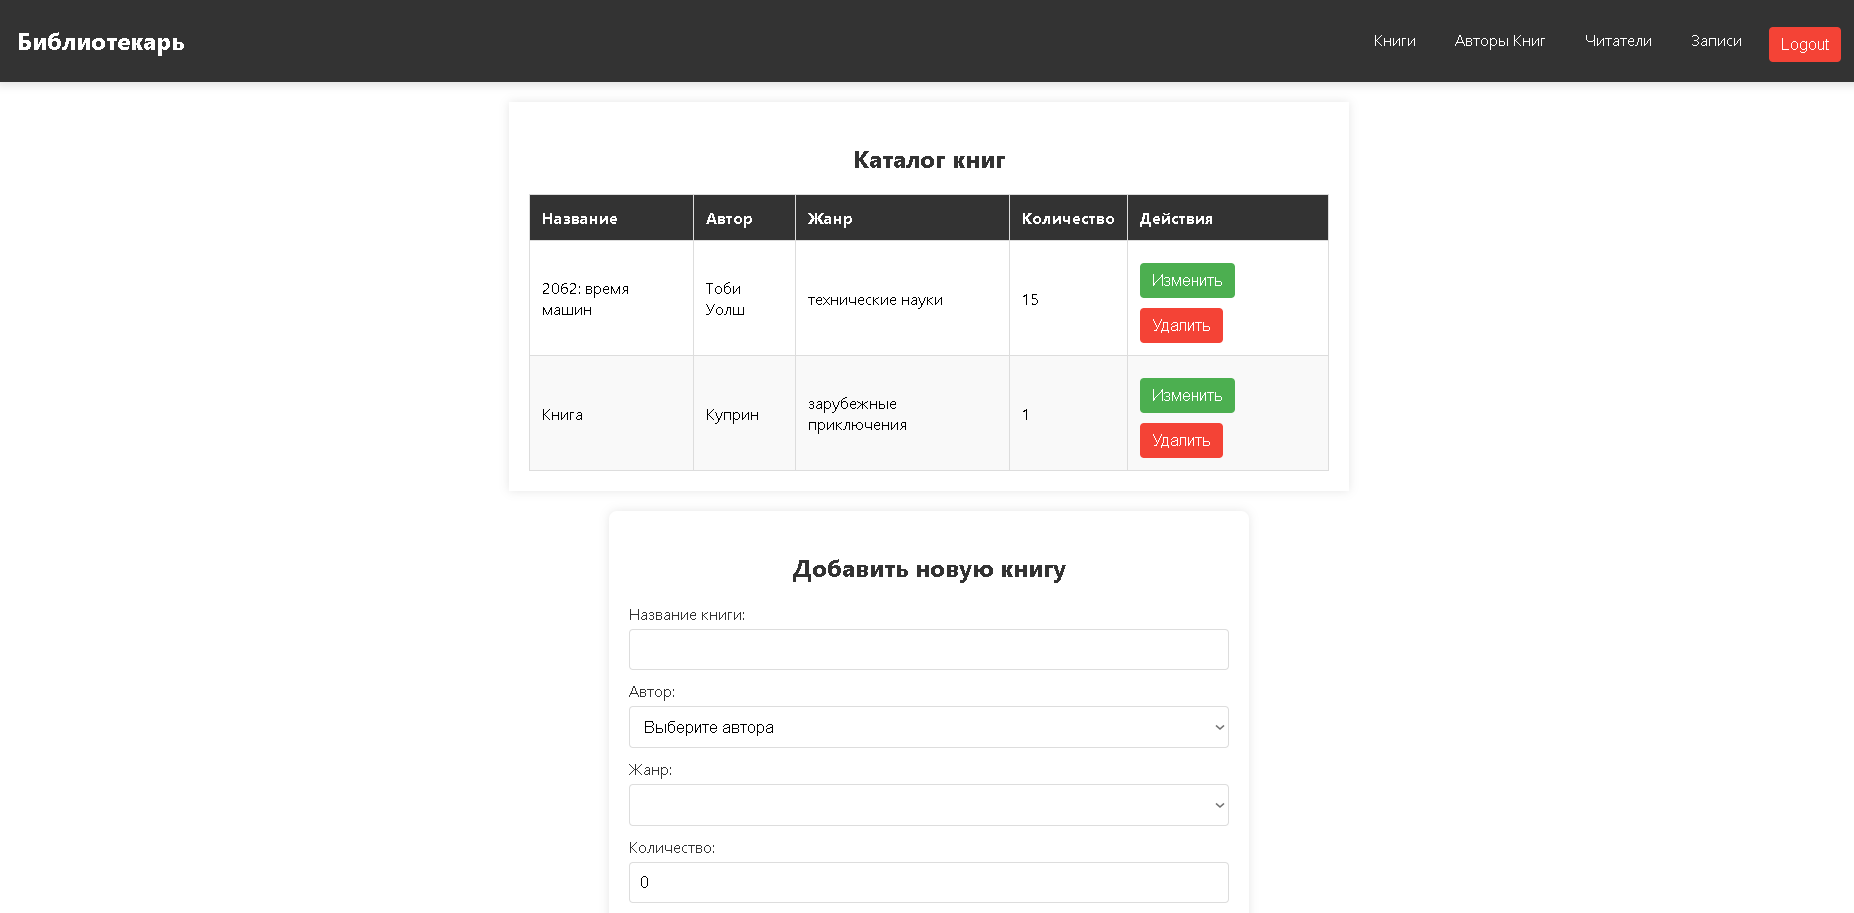 Библиотекарь
Книги Авторы Книг Читатели Записи Logout
Каталог книг
Название Автор Жанр Количество Действия
2062: время
машин
Тоби
Уолш
технические науки
15
Изменить
Удалить
Книга
Куприн
зарубежные
приключения
1
Изменить
Удалить
Добавить новую книгу
Название книги:
Автор:
Выберите автора
Жанр:
Количество:
0